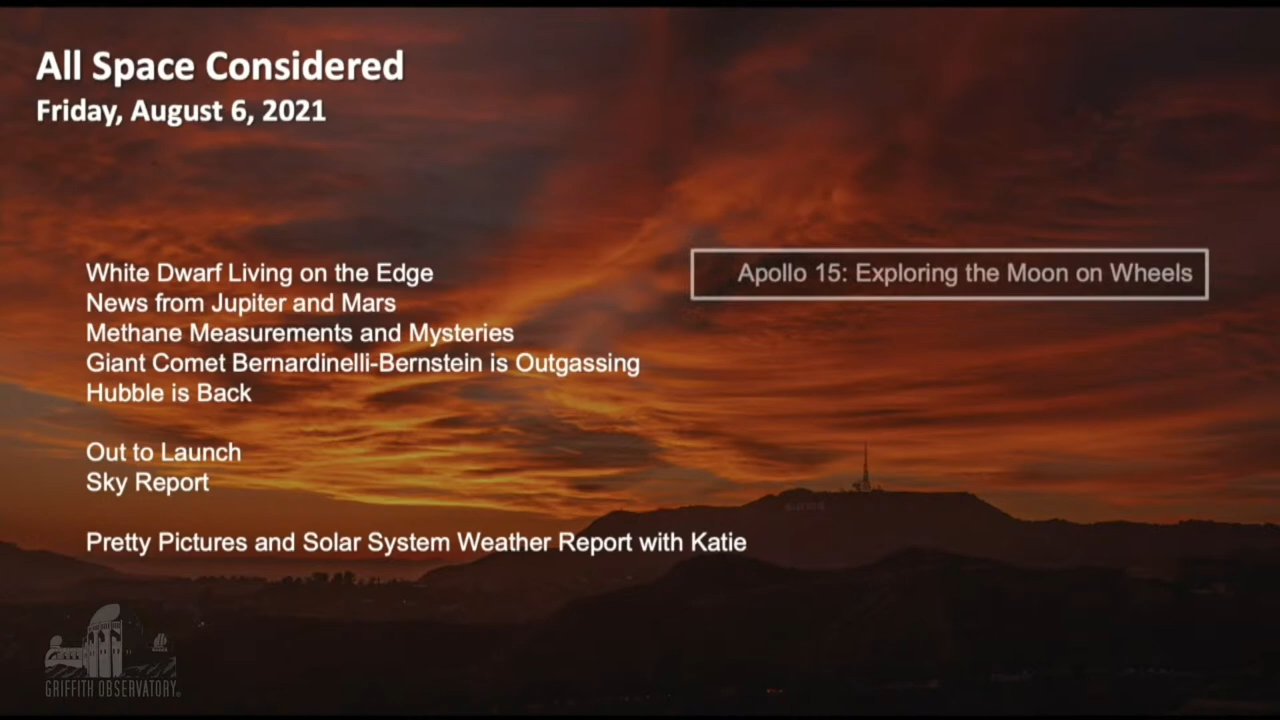 All Space Considered
Friday, August 6, 2021
White Dwarf Living on the Edge
News from Jupiter and Mars
Methane Measurements and Mysteries
Giant Comet Bernardinelli-Bernstein is Outgassing
Hubble is Back
Out to Launch
Sky Report
Pretty Pictures and Solar System Weather Report with Katie
Apollo 15: Exploring the Moon on Wheels
GRIFFITH OBSERVATORY